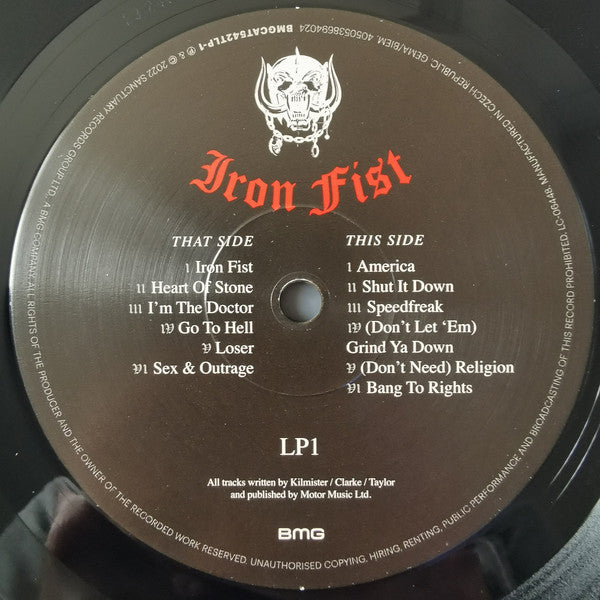 Iron Fist
THAT SIDE
I Iron Fist
II Heart Of Stone
III I'm The Doctor
IV Go To Hell
V Loser
VI Sex & Outrage
THIS SIDE
I America
II Shut It Down
III Speedfreak
IV (Don't Let ‘Em)
Grind Ya Down
V (Don't Need) Religion
VI Bang To Rights
LP1
All tracks written by Kilmister / Clarke / Taylor
and published by Motor Music Ltd.
BMG
BMGCAT542TLP-1 ℗ & © 2022 SANCTUARY RECORDS GROUP LTD., A BMG COMPANY. ALL RIGHTS OF THE PRODUCER AND THE OWNER OF THE RECORDED WORK RESERVED. UNAUTHORISED COPYING, HIRING, RENTING, PUBLIC PERFORMANCE AND BROADCASTING OF THIS RECORD PROHIBITED. LC-06448. MANUFACTURED IN CZECH REPUBLIC. GEMA/BIEM. 4050538694024